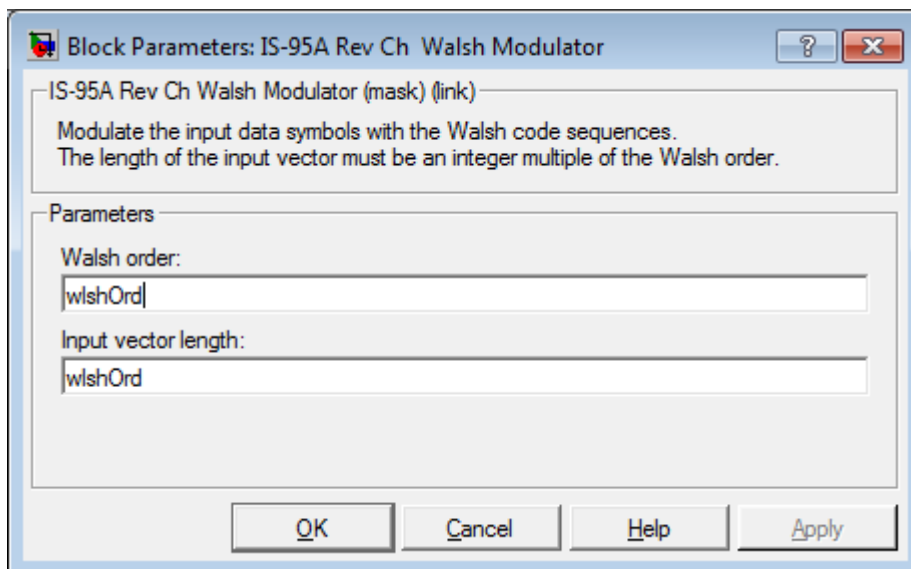 Block Parameters: IS-95A Rev Ch  Walsh Modulator
?
IS-95A Rev Ch Walsh Modulator (mask) (link)
Modulate the input data symbols with the Walsh code sequences.
The length of the input vector must be an integer multiple of the Walsh order.
Parameters
Walsh order:
wlshOrd
Input vector length:
wlshOrd
OK Cancel Help Apply